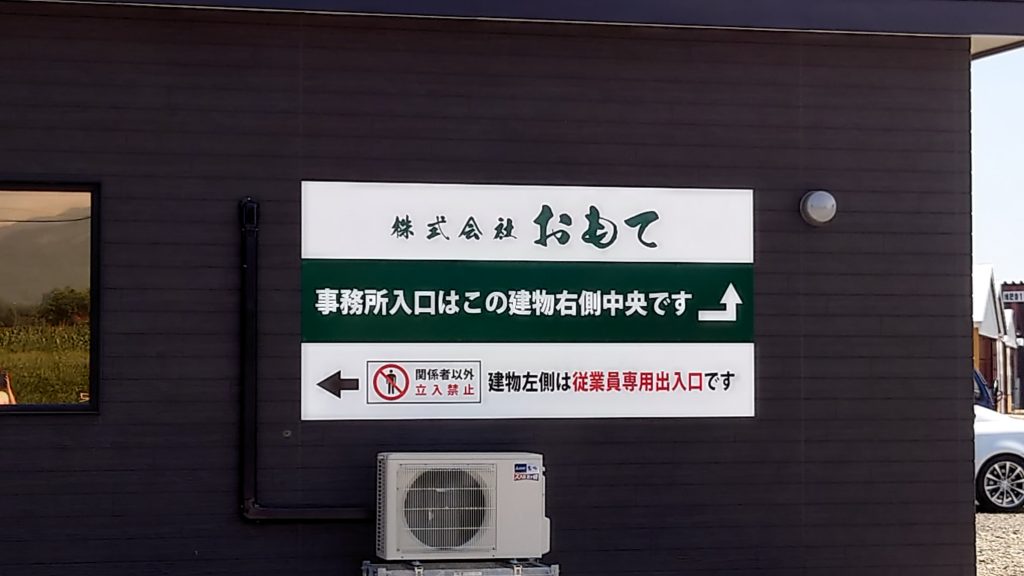 株式会社 おもて
事務所入口はこの建物右側中央です
関係者以外
立入禁止
建物左側は従業員専用出入口です